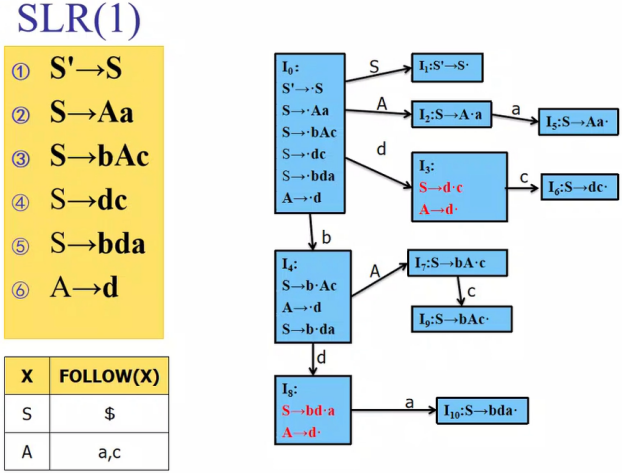 SLR(1)
① S'→S
② S→Aa
③ S→bAc
④ S→dc
⑤ S→bda
⑥ A→d
X FOLLOW(X)
S $
A a,c
I₀:
S'→·S
S→·Aa
S→·bAc
S→·dc
S→·bda
A→·d
S
I₁:S'→S·
A
I₂:S→A·a
a
I₅:S→Aa·
d
I₃:
S→d·c
A→d·
c
I₆:S→dc·
b
I₄:
S→b·Ac
A→·d
S→b·da
A
I₇:S→bA·c
c
I₉:S→bAc·
d
I₈:
S→bd·a
A→d·
a
I₁₀:S→bda·